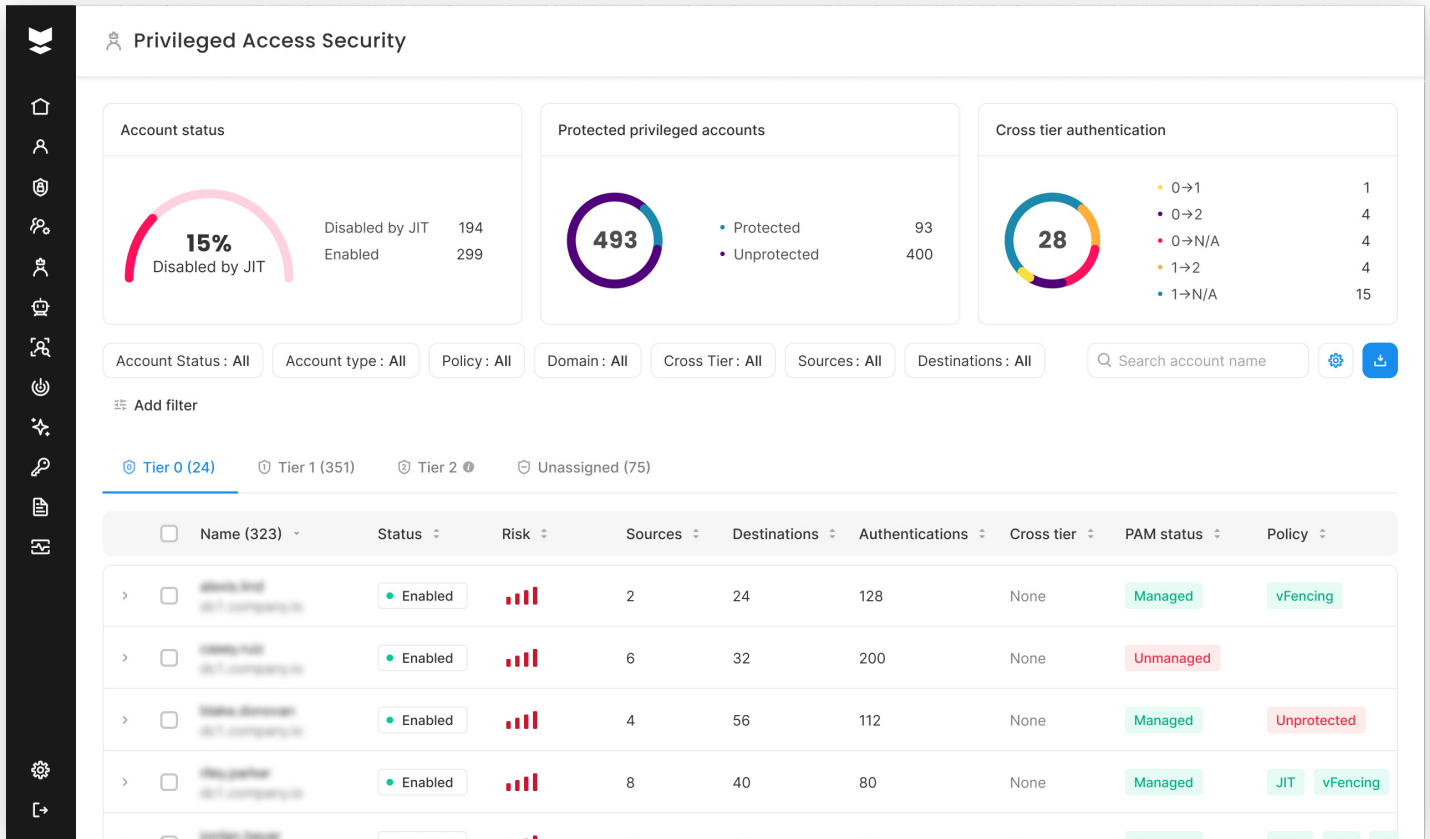 Privileged Access Security
Account status
15%
Disabled by JIT
Disabled by JIT 194
Enabled 299
Protected privileged accounts
493
Protected 93
Unprotected 400
Cross tier authentication
28
0→1 1
0→2 4
0→N/A 4
1→2 4
1→N/A 15
Account Status : All Account type : All Policy : All Domain : All Cross Tier : All Sources : All Destinations : All Search account name
Add filter
0 Tier 0 (24) 1 Tier 1 (351) 2 Tier 2 i Unassigned (75)
Name (323) Status Risk Sources Destinations Authentications Cross tier PAM status Policy
Enabled 2 24 128 None Managed vFencing
Enabled 6 32 200 None Unmanaged
Enabled 4 56 112 None Managed Unprotected
Enabled 8 40 80 None Managed JIT vFencing